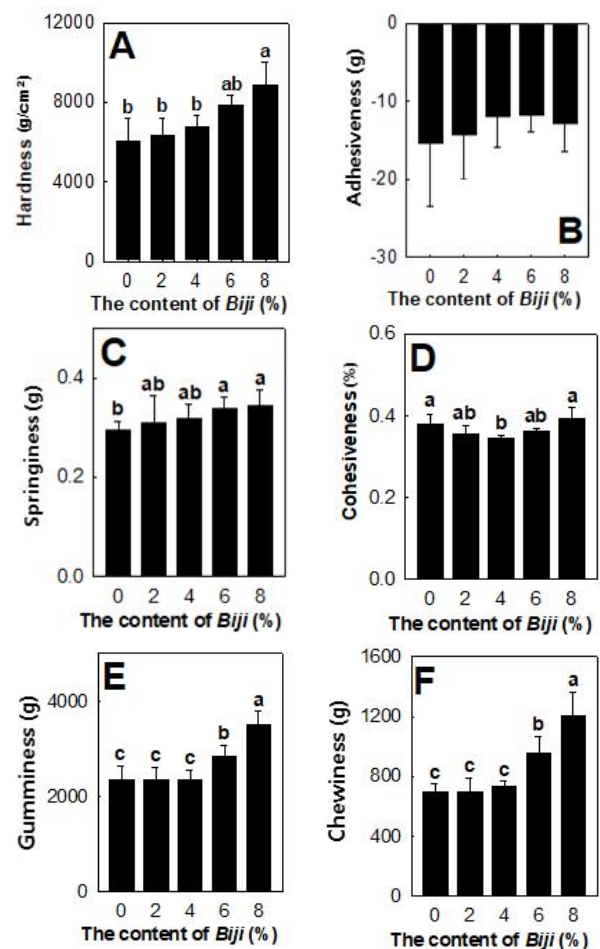 A
Hardness (g/cm²)
12000
8000
4000
0
b b b ab a
0 2 4 6 8
The content of Biji (%)
B
Adhesiveness (g)
0
-10
-20
-30
0 2 4 6 8
The content of Biji (%)
C
Springiness (g)
0.4
0.2
0.0
b ab ab a a
0 2 4 6 8
The content of Biji (%)
D
Cohesiveness (%)
0.6
0.4
0.2
0.0
a ab b ab a
0 2 4 6 8
The content of Biji (%)
E
Gumminess (g)
4000
2000
0
c c c b a
0 2 4 6 8
The content of Biji (%)
F
Chewiness (g)
1600
1200
800
400
0
c c c b a
0 2 4 6 8
The content of Biji (%)